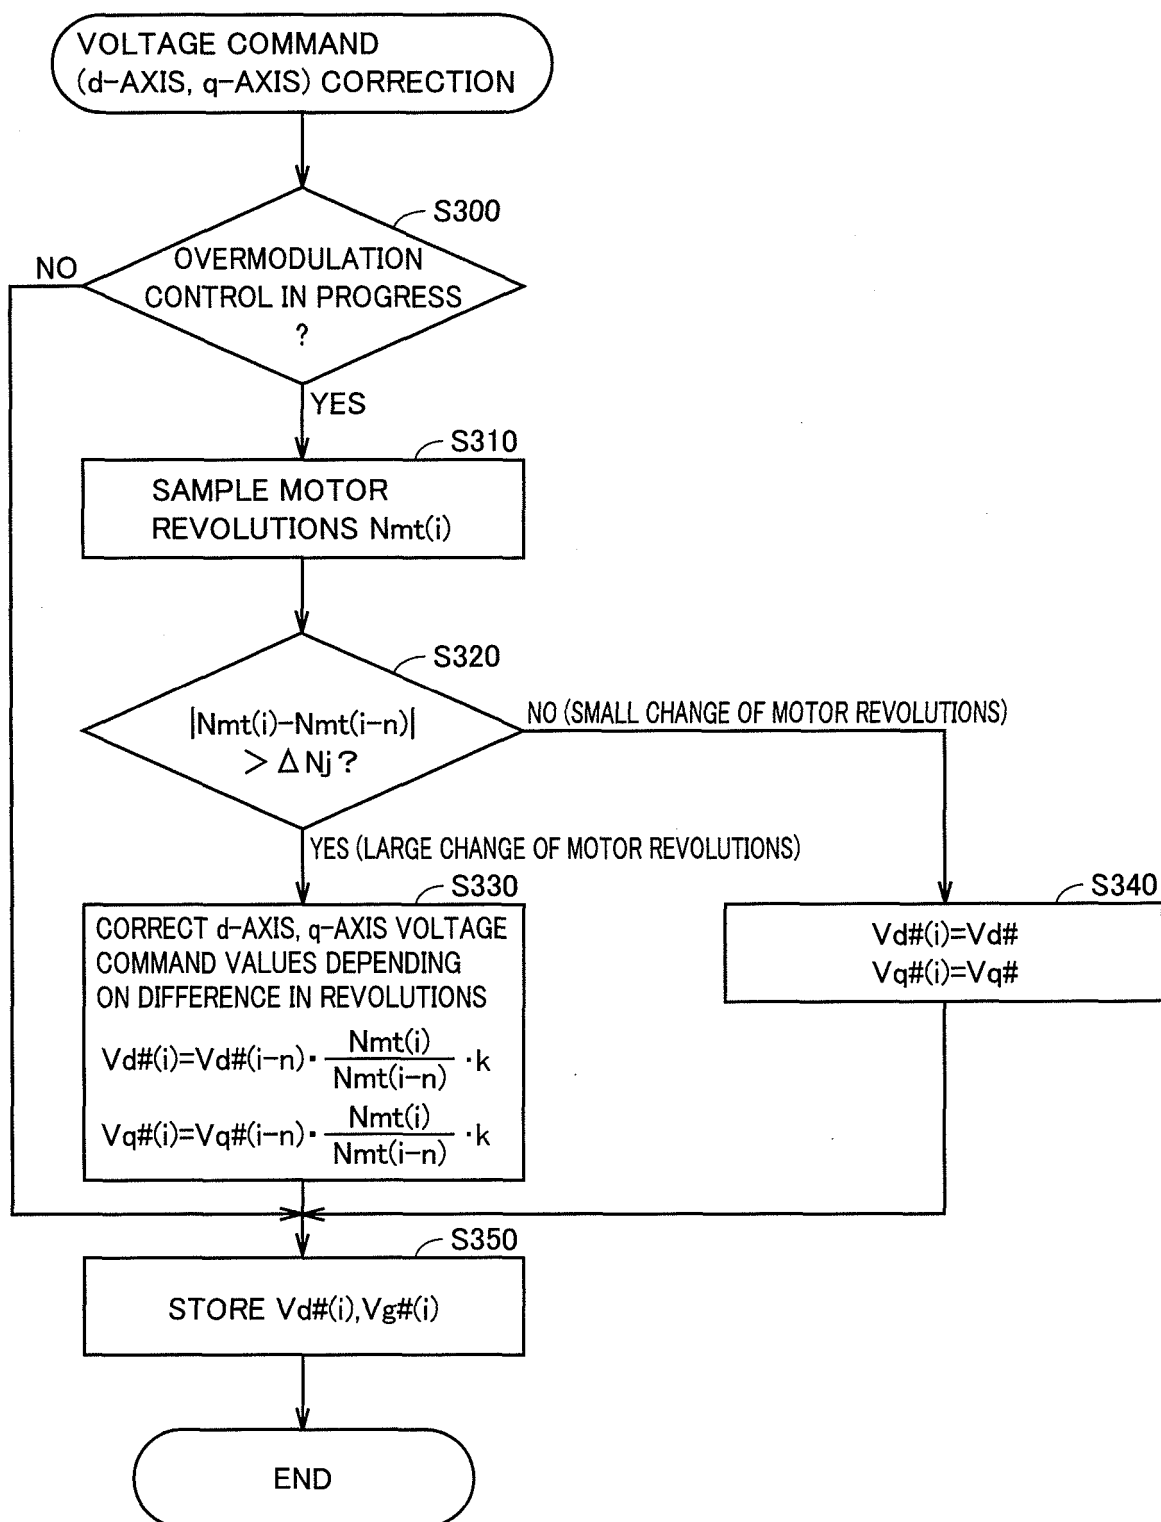 VOLTAGE COMMAND
(d-AXIS, q-AXIS) CORRECTION
S300
NO
OVERMODULATION
CONTROL IN PROGRESS
?
YES
S310
SAMPLE MOTOR
REVOLUTIONS Nmt(i)
S320
|Nmt(i)-Nmt(i-n)|
> ΔNj?
NO (SMALL CHANGE OF MOTOR REVOLUTIONS)
YES (LARGE CHANGE OF MOTOR REVOLUTIONS)
S330
CORRECT d-AXIS, q-AXIS VOLTAGE
COMMAND VALUES DEPENDING
ON DIFFERENCE IN REVOLUTIONS
Vd#(i)=Vd#(i-n)· Nmt(i)/Nmt(i-n) ·k
Vq#(i)=Vq#(i-n)· Nmt(i)/Nmt(i-n) ·k
S340
Vd#(i)=Vd#
Vq#(i)=Vq#
S350
STORE Vd#(i),Vg#(i)
END